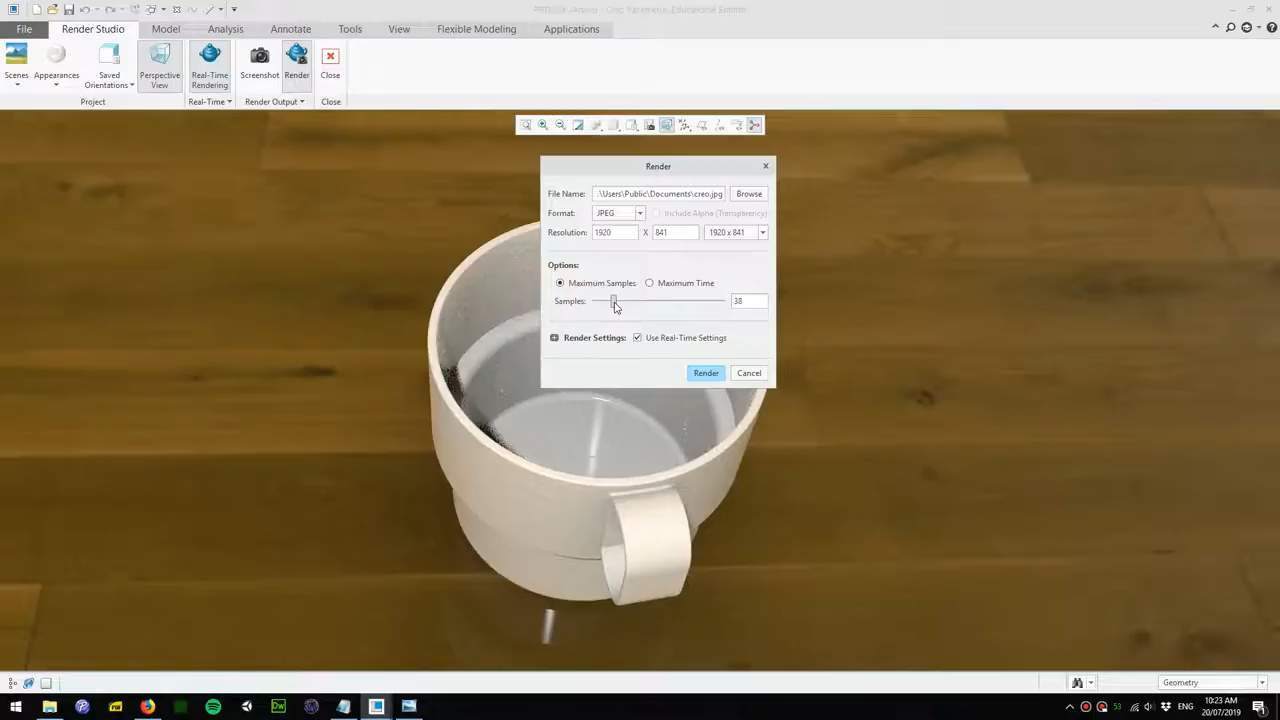 File
Render Studio
Model
Analysis
Annotate
Tools
View
Flexible Modeling
Applications
Scenes
Appearances
Saved
Orientations
Perspective
View
Real-Time
Rendering
Screenshot
Render
Close
Project
Real-Time
Render Output
Close
Render
File Name: :\Users\Public\Documents\creo.jpg Browse
Format: JPEG Include Alpha (Transparency)
Resolution: 1920 X 841 1920 x 841
Options:
Maximum Samples Maximum Time
Samples: 38
Render Settings: Use Real-Time Settings
Render Cancel
Geometry
Dw
53
ENG
10:23 AM
20/07/2019